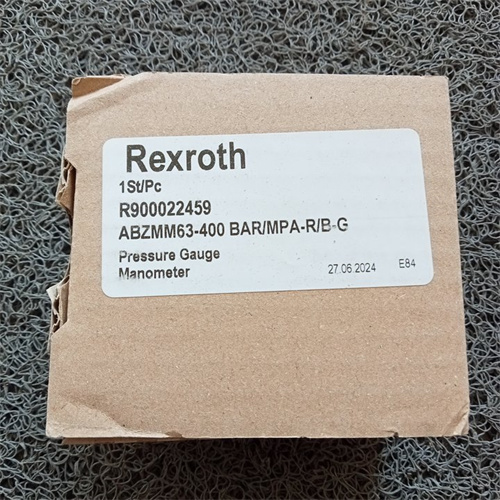 Rexroth
1St/Pc
R900022459
ABZMM63-400 BAR/MPA-R/B-G
Pressure Gauge
Manometer
27.06.2024 E84